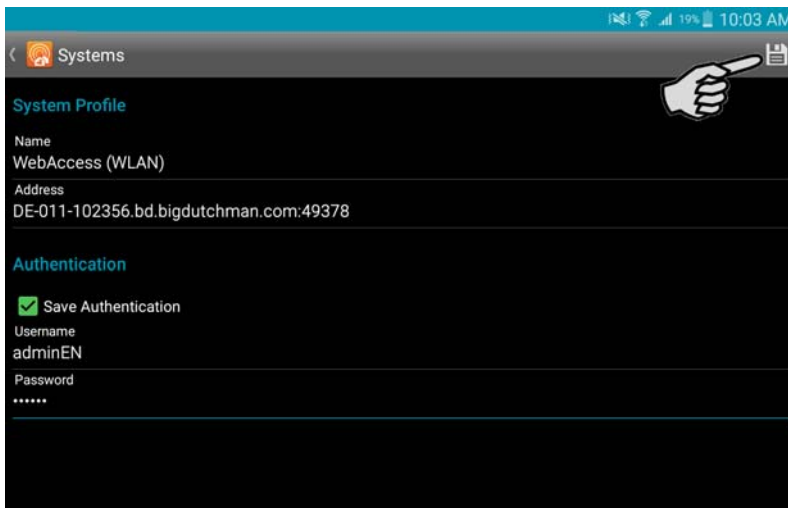 19% 10:03 AM
Systems
System Profile
Name
WebAccess (WLAN)
Address
DE-011-102356.bd.bigdutchman.com:49378
Authentication
Save Authentication
Username
adminEN
Password
••••••